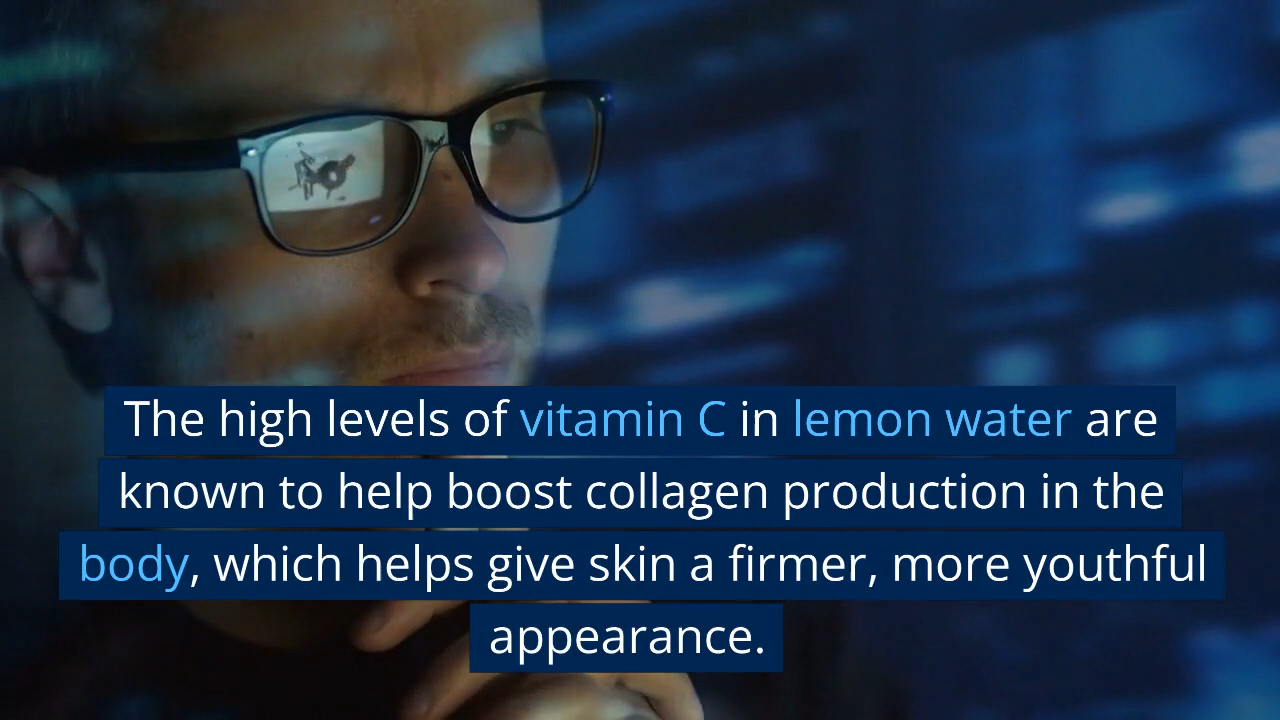 The high levels of vitamin C in lemon water are
known to help boost collagen production in the
body, which helps give skin a firmer, more youthful
appearance.